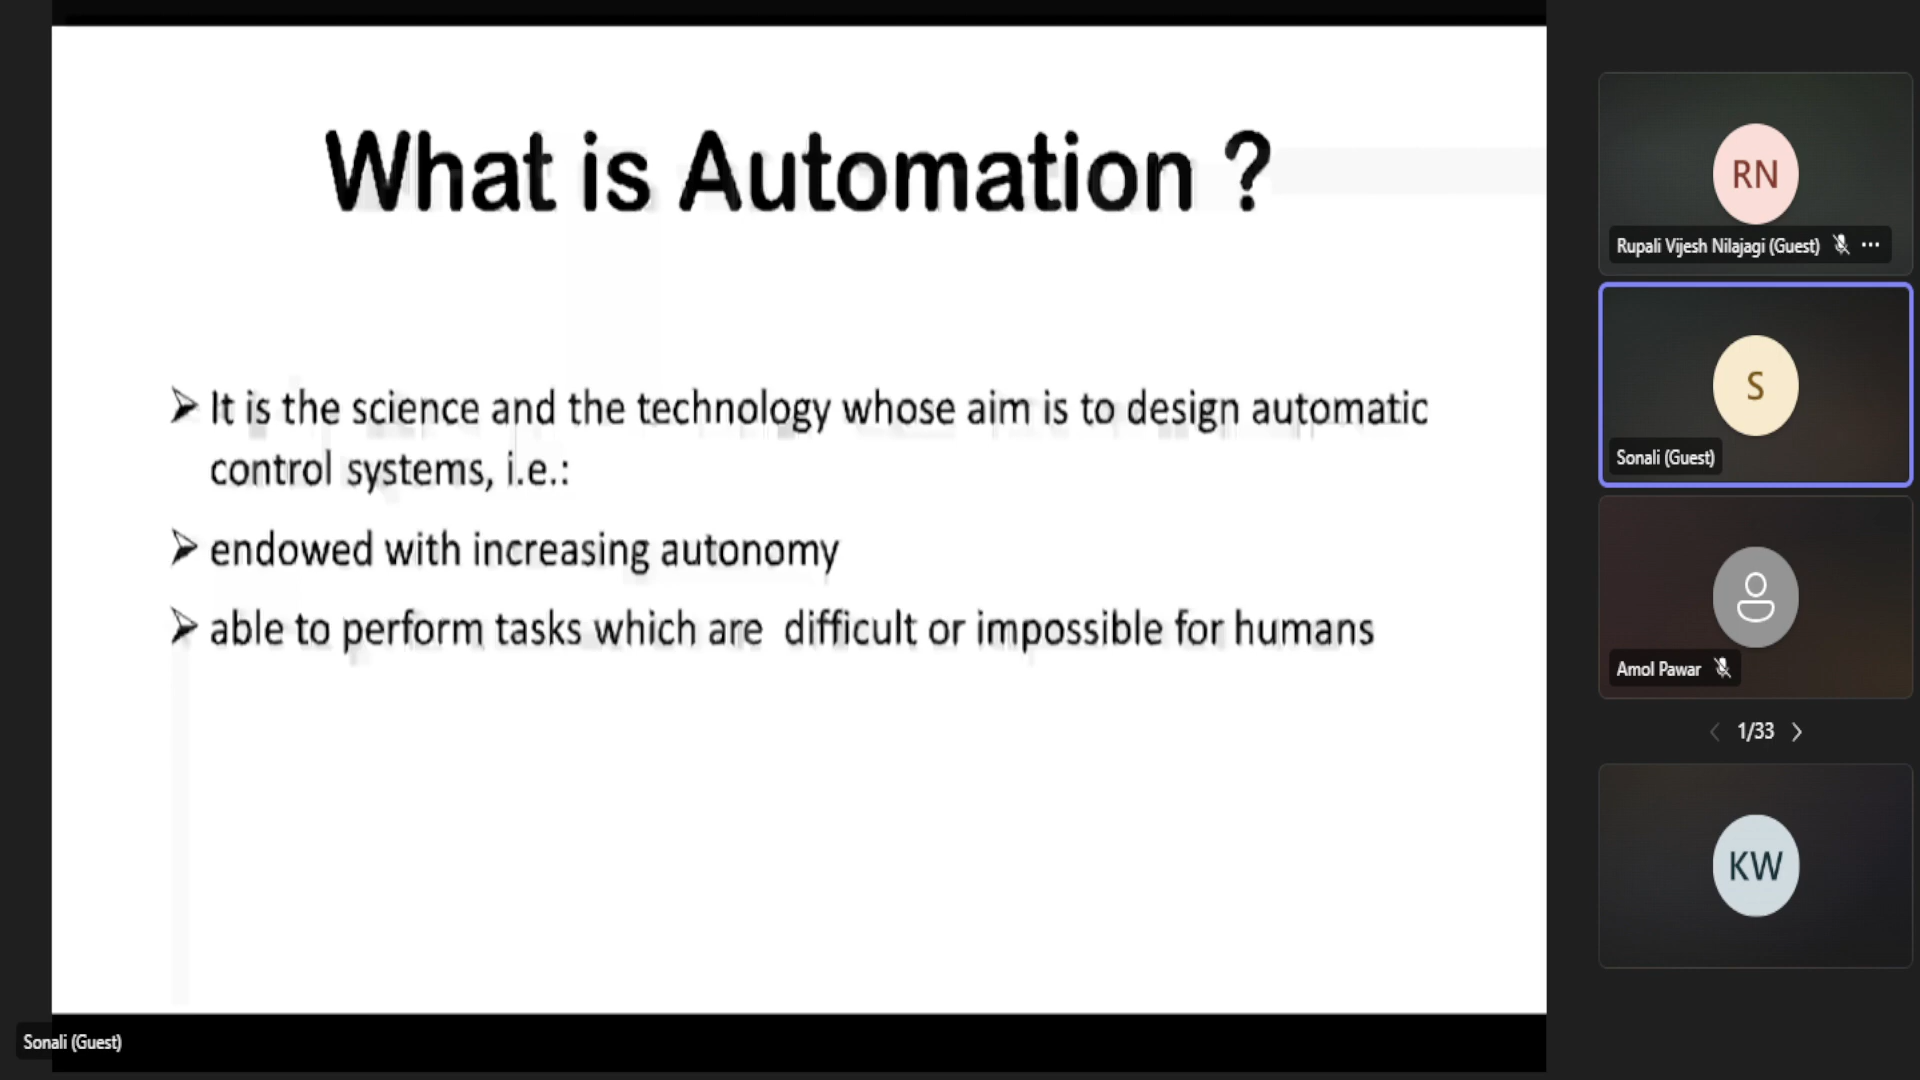 What is Automation ?
➢ It is the science and the technology whose aim is to design automatic
control systems, i.e.:
➢ endowed with increasing autonomy
➢ able to perform tasks which are difficult or impossible for humans
Sonali (Guest)
RN
Rupali Vijesh Nilajagi (Guest)
S
Sonali (Guest)
Amol Pawar
1/33
KW